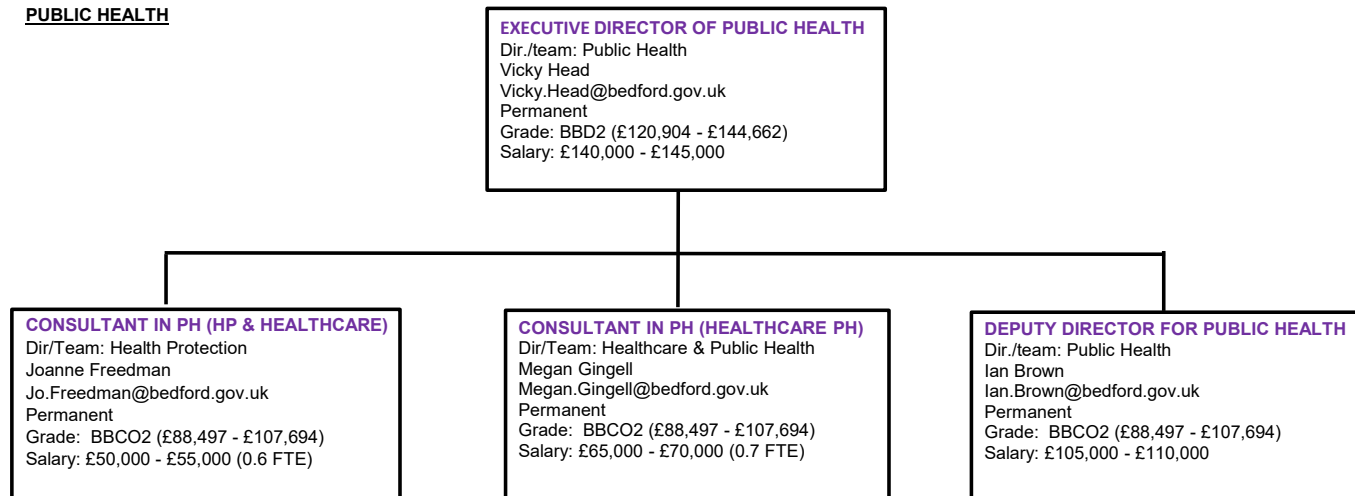 PUBLIC HEALTH
EXECUTIVE DIRECTOR OF PUBLIC HEALTH
Dir./team: Public Health
Vicky Head
Vicky.Head@bedford.gov.uk
Permanent
Grade: BBD2 (£120,904 - £144,662)
Salary: £140,000 - £145,000
CONSULTANT IN PH (HP & HEALTHCARE)
Dir/Team: Health Protection
Joanne Freedman
Jo.Freedman@bedford.gov.uk
Permanent
Grade:  BBCO2 (£88,497 - £107,694)
Salary: £50,000 - £55,000 (0.6 FTE)
CONSULTANT IN PH (HEALTHCARE PH)
Dir/Team: Healthcare & Public Health
Megan Gingell
Megan.Gingell@bedford.gov.uk
Permanent
Grade:  BBCO2 (£88,497 - £107,694)
Salary: £65,000 - £70,000 (0.7 FTE)
DEPUTY DIRECTOR FOR PUBLIC HEALTH
Dir./team: Public Health
Ian Brown
Ian.Brown@bedford.gov.uk
Permanent
Grade:  BBCO2 (£88,497 - £107,694)
Salary: £105,000 - £110,000